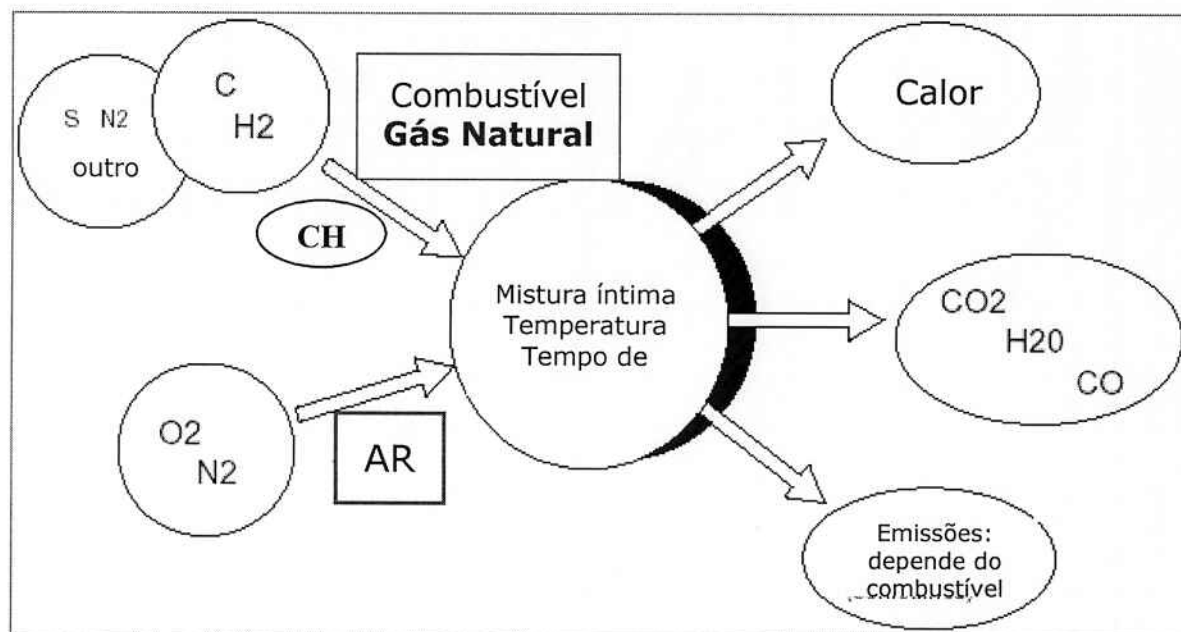 S N2
outro
C
H2
Combustível
Gás Natural
CH
Mistura íntima
Temperatura
Tempo de
O2
N2
AR
Calor
CO2
H20
CO
Emissões:
depende do
combustível